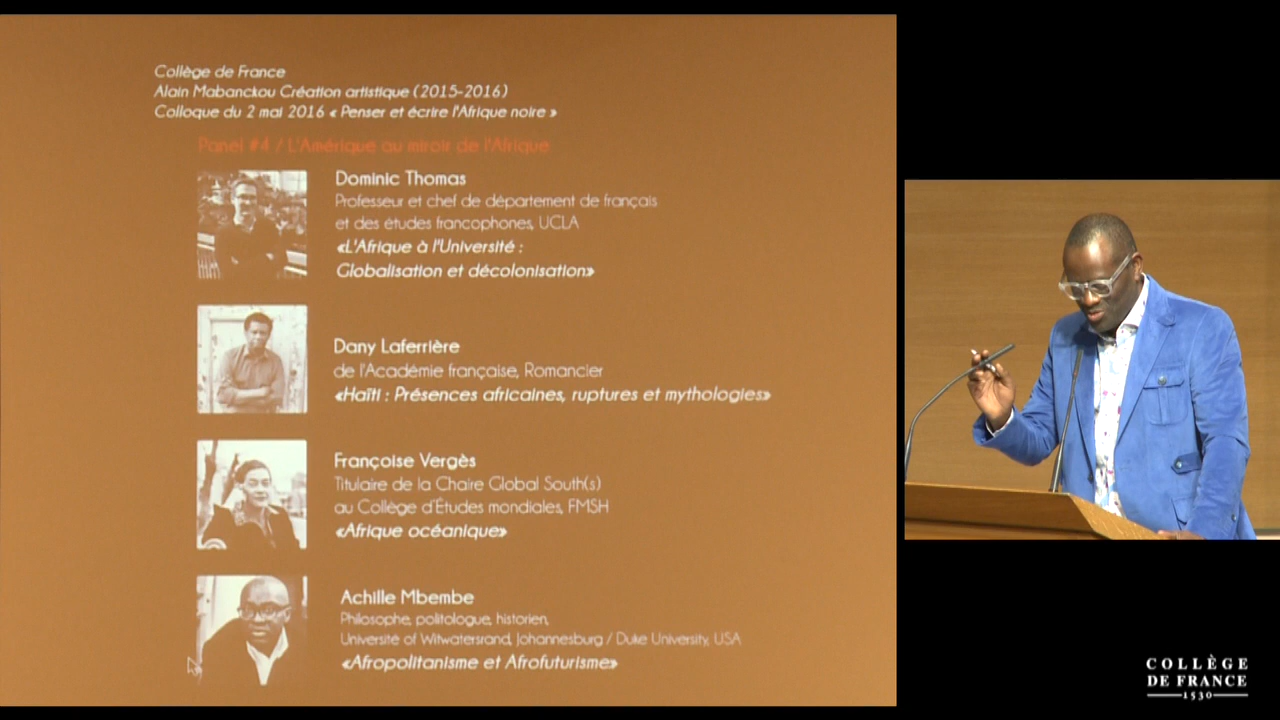 Collège de France
Alain Mabanckou Création artistique (2015-2016)
Colloque du 2 mai 2016 « Penser et écrire l'Afrique noire »
Panel #4 / L'Amérique au miroir de l'Afrique
Dominic Thomas
Professeur et chef de département de français
et des études francophones, UCLA
«L'Afrique à l'Université :
Globalisation et décolonisation»
Dany Laferrière
de l'Académie française, Romancier
«Haïti : Présences africaines, ruptures et mythologies»
Françoise Vergès
Titulaire de la Chaire Global South(s)
au Collège d'Études mondiales, FMSH
«Afrique océanique»
Achille Mbembe
Philosophe, politologue, historien,
Université of Witwatersrand, Johannesburg / Duke University, USA
«Afropolitanisme et Afrofuturisme»
COLLÈGE
DE FRANCE
1530